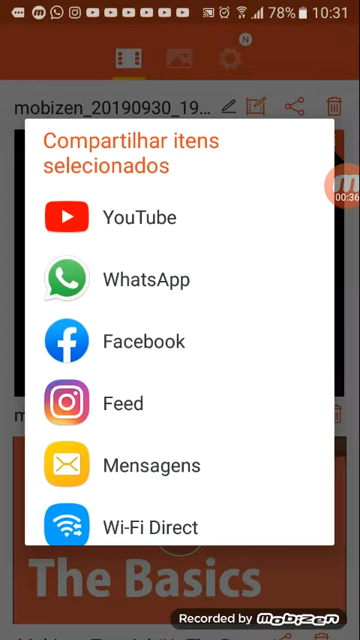 78% 10:31
N
mobizen_20190930_19...
Compartilhar itens
selecionados
00:36
YouTube
WhatsApp
Facebook
Feed
Mensagens
Wi-Fi Direct
The Basics
Recorded by Mobizen